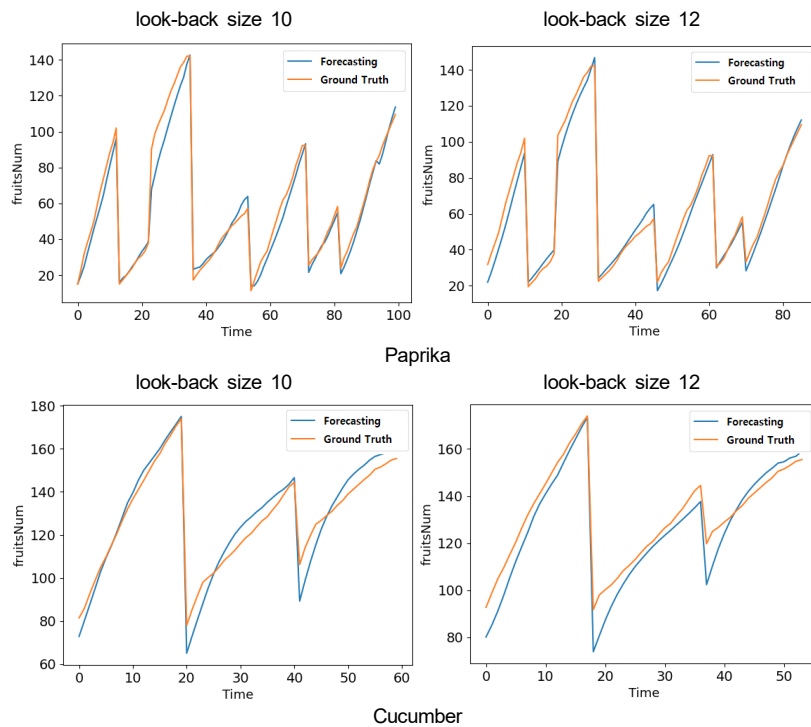 look-back size 10
look-back size 12
140
120
100
80
60
40
20
fruitsNum
Forecasting
Ground Truth
0 20 40 60 80 100
Time
140
120
100
80
60
40
20
fruitsNum
Forecasting
Ground Truth
0 20 40 60 80
Time
Paprika
look-back size 10
look-back size 12
180
160
140
120
100
80
60
fruitsNum
Forecasting
Ground Truth
0 10 20 30 40 50 60
Time
160
140
120
100
80
fruitsNum
Forecasting
Ground Truth
0 10 20 30 40 50
Time
Cucumber